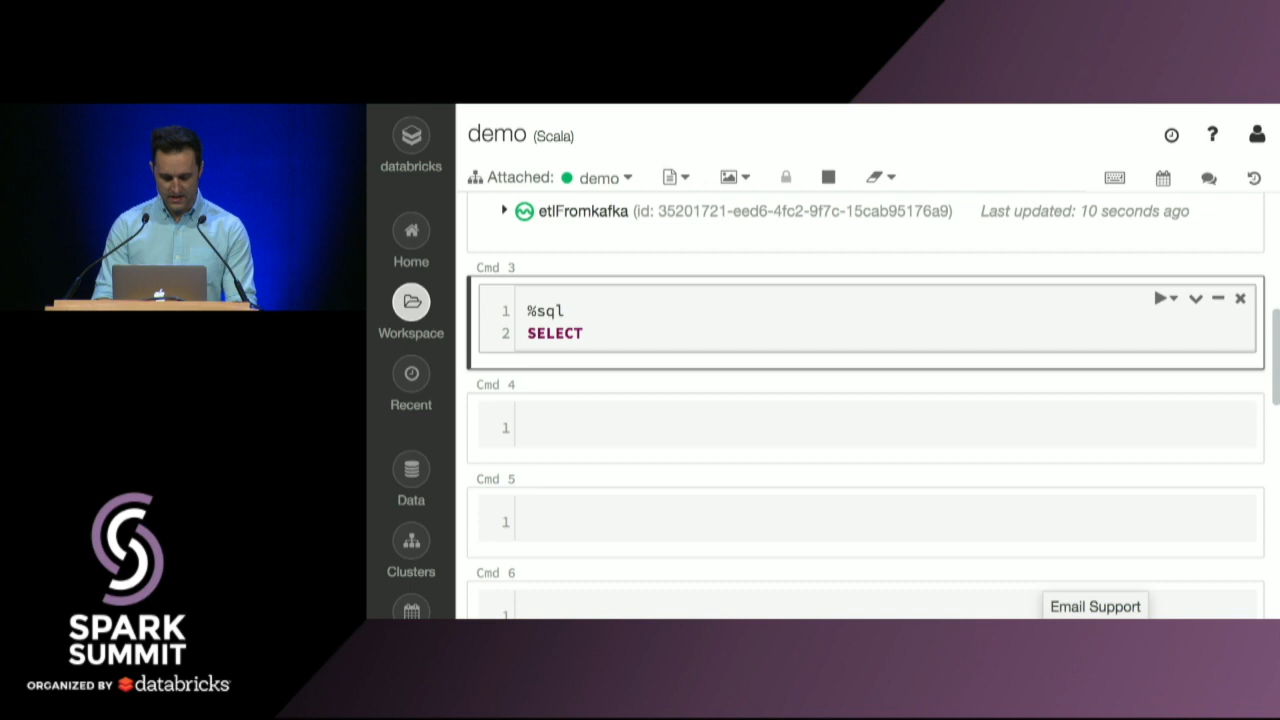 databricks
Home
Workspace
Recent
Data
Clusters
demo (Scala)
?
Attached: demo
etlFromkafka (id: 35201721-eed6-4fc2-9f7c-15cab95176a9) Last updated: 10 seconds ago
Cmd 3
1 %sql
2 SELECT
Cmd 4
1
Cmd 5
1
Cmd 6
1
Email Support
SPARK
SUMMIT
ORGANIZED BY databricks